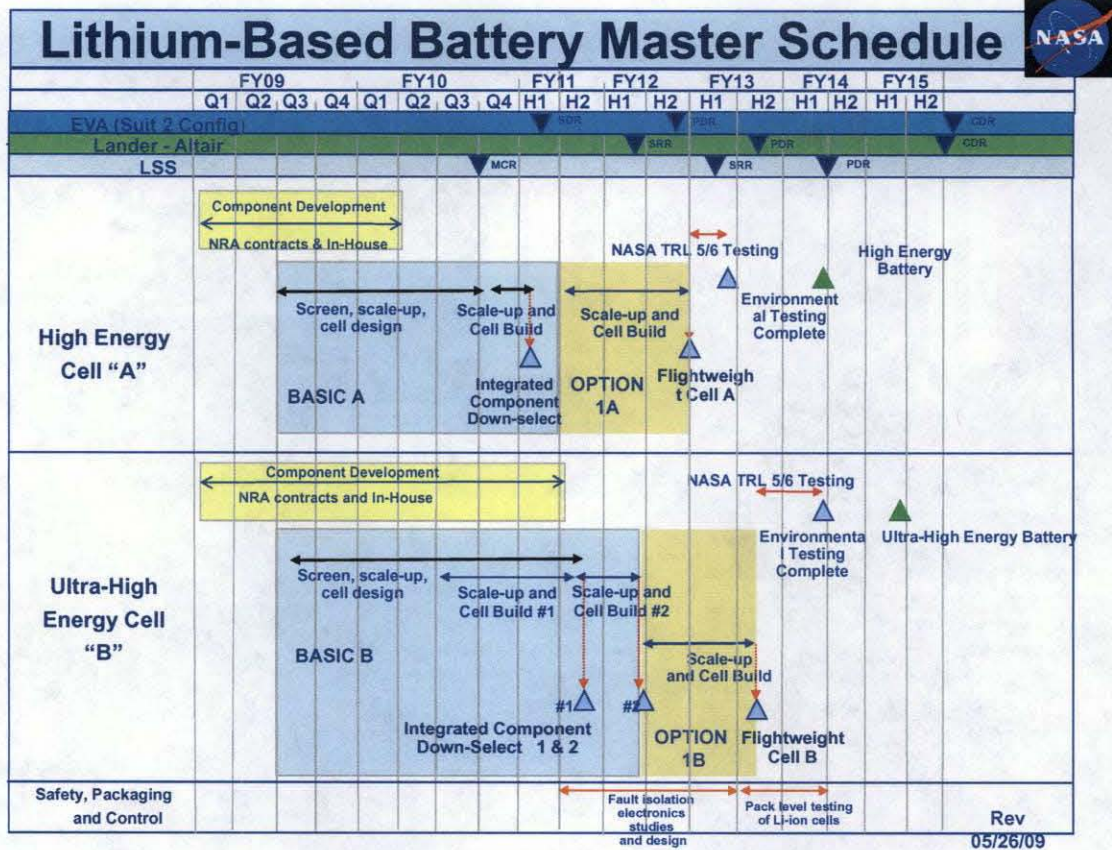 Lithium-Based Battery Master Schedule
NASA
FY09 FY10 FY11 FY12 FY13 FY14 FY15
Q1 Q2 Q3 Q4 Q1 Q2 Q3 Q4 H1 H2 H1 H2 H1 H2 H1 H2 H1 H2
EVA (Suit 2 Config) PDR CDR
Lander - Altair SRR PDR CDR
LSS MCR SRR PDR
Component Development
NRA contracts & In-House
NASA TRL 5/6 Testing
High Energy
Battery
Environment
al Testing
Complete
High Energy
Cell “A”
Screen, scale-up,
cell design
Scale-up and
Cell Build
Scale-up and
Cell Build
BASIC A
Integrated
Component
Down-select
OPTION
1A
Flightweigh
t Cell A
Component Development
NRA contracts and In-House
NASA TRL 5/6 Testing
Environmenta
l Testing
Complete
Ultra-High Energy Battery
Ultra-High
Energy Cell
“B”
Screen, scale-up,
cell design
Scale-up and
Cell Build #1
Scale-up and
Cell Build #2
BASIC B
Scale-up
and Cell Build
#1 #2
Integrated Component
Down-Select 1 & 2
OPTION
1B
Flightweight
Cell B
Safety, Packaging
and Control
Fault isolation
electronics
studies
and design
Pack level testing
of Li-ion cells
Rev
05/26/09